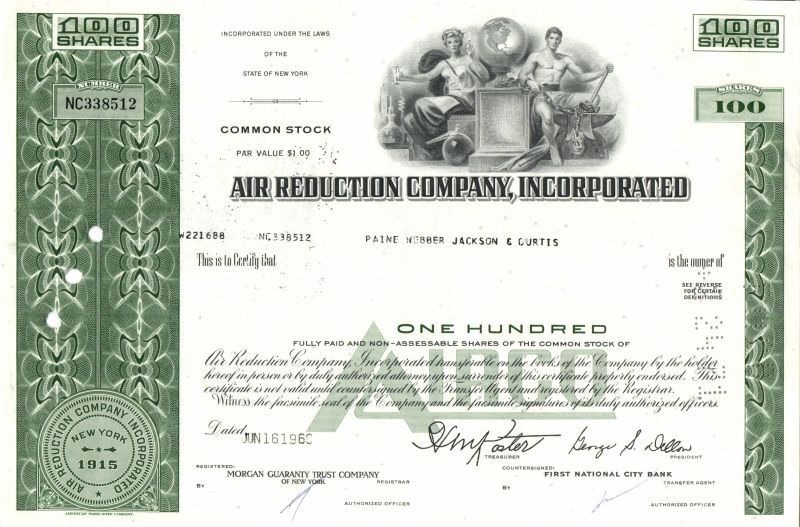 100 SHARES
NUMBER
NC338512
INCORPORATED UNDER THE LAWS
OF THE
STATE OF NEW YORK
COMMON STOCK
PAR VALUE $1.00
100 SHARES
SHARES
100
AIR REDUCTION COMPANY, INCORPORATED
W221688 NC338512 PAINE WEBBER JACKSON & CURTIS
This is to Certify that is the owner of
SEE REVERSE
FOR CERTAIN
DEFINITIONS
ONE HUNDRED
FULLY PAID AND NON-ASSESSABLE SHARES OF THE COMMON STOCK OF
Air Reduction Company, Incorporated transferable on the books of the Company by the holder
hereof in person or by duly authorized attorney upon surrender of this certificate properly endorsed. This
certificate is not valid until countersigned by the Transfer Agent and registered by the Registrar.
Witness the facsimile seal of the Company and the facsimile signatures of its duly authorized officers.
AIRCO
Dated JUN 16 196
TREASURER
George S. Dillon
PRESIDENT
AIR REDUCTION COMPANY INCORPORATED
NEW YORK
1915
REGISTERED:
MORGAN GUARANTY TRUST COMPANY
OF NEW YORK
REGISTRAR
BY
AUTHORIZED OFFICER
COUNTERSIGNED:
FIRST NATIONAL CITY BANK
TRANSFER AGENT
BY
AUTHORIZED OFFICER
AMERICAN BANK NOTE COMPANY